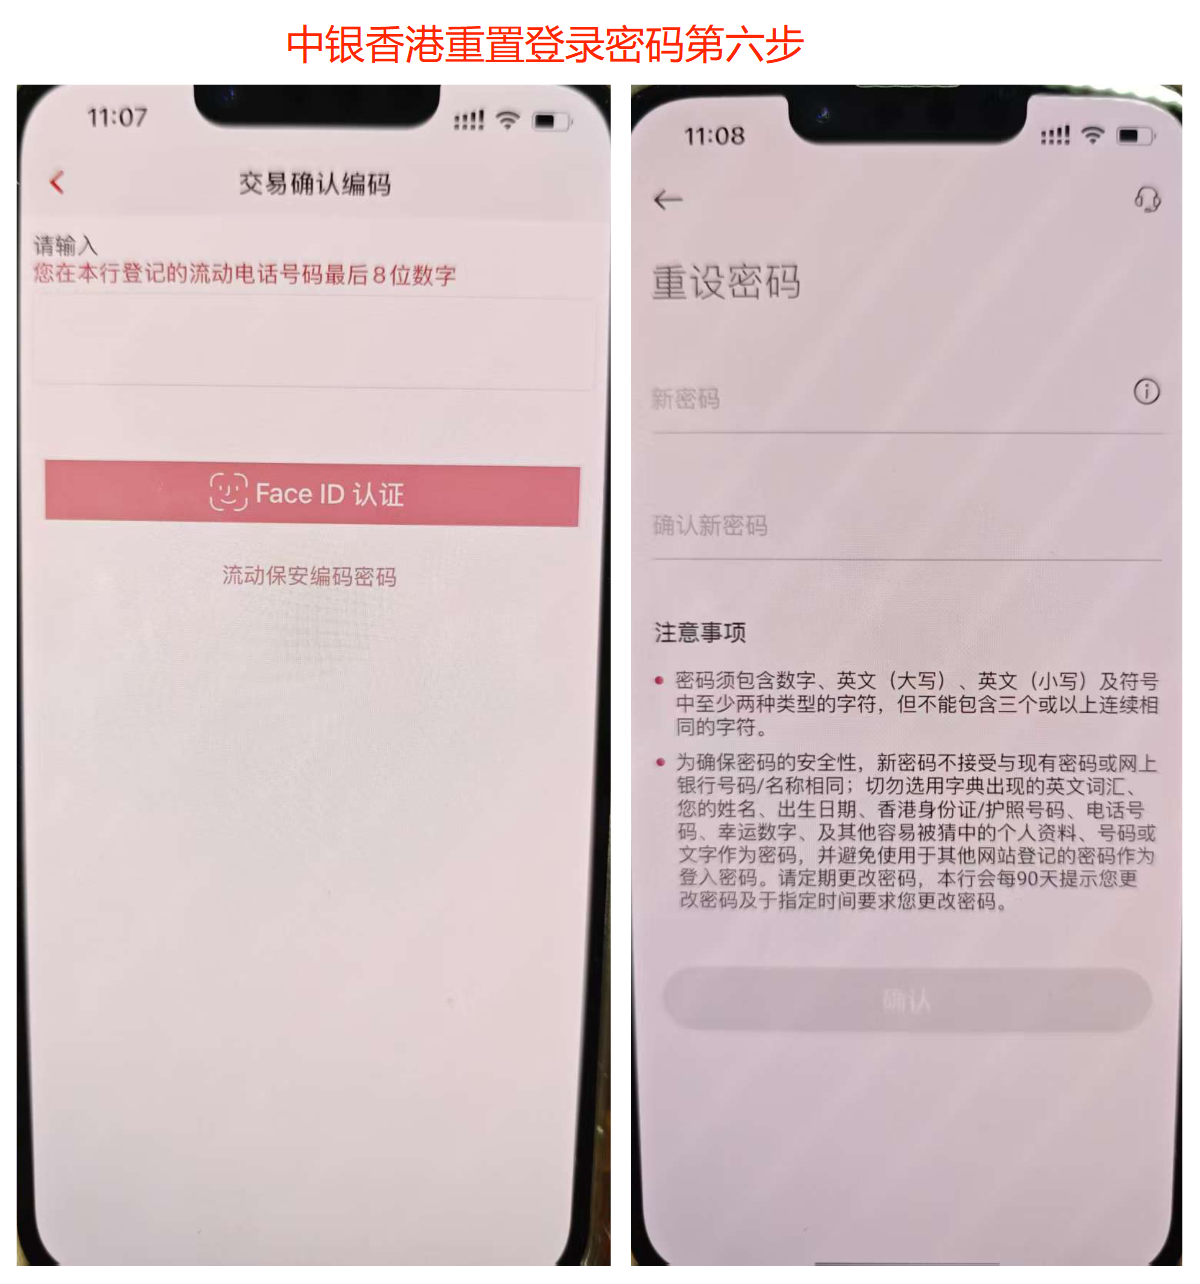 中银香港重置登录密码第六步
11:07
交易确认编码
请输入
您在本行登记的流动电话号码最后8位数字
Face ID 认证
流动保安编码密码
11:08
重设密码
新密码
确认新密码
注意事项
密码须包含数字、英文（大写）、英文（小写）及符号
中至少两种类型的字符，但不能包含三个或以上连续相
同的字符。
为确保密码的安全性，新密码不接受与现有密码或网上
银行号码/名称相同；切勿选用字典出现的英文词汇、
您的姓名、出生日期、香港身份证/护照号码、电话号
码、幸运数字、及其他容易被猜中的个人资料、号码或
文字作为密码，并避免使用于其他网站登记的密码作为
登入密码。请定期更改密码，本行会每90天提示您更
改密码及于指定时间要求您更改密码。
确认